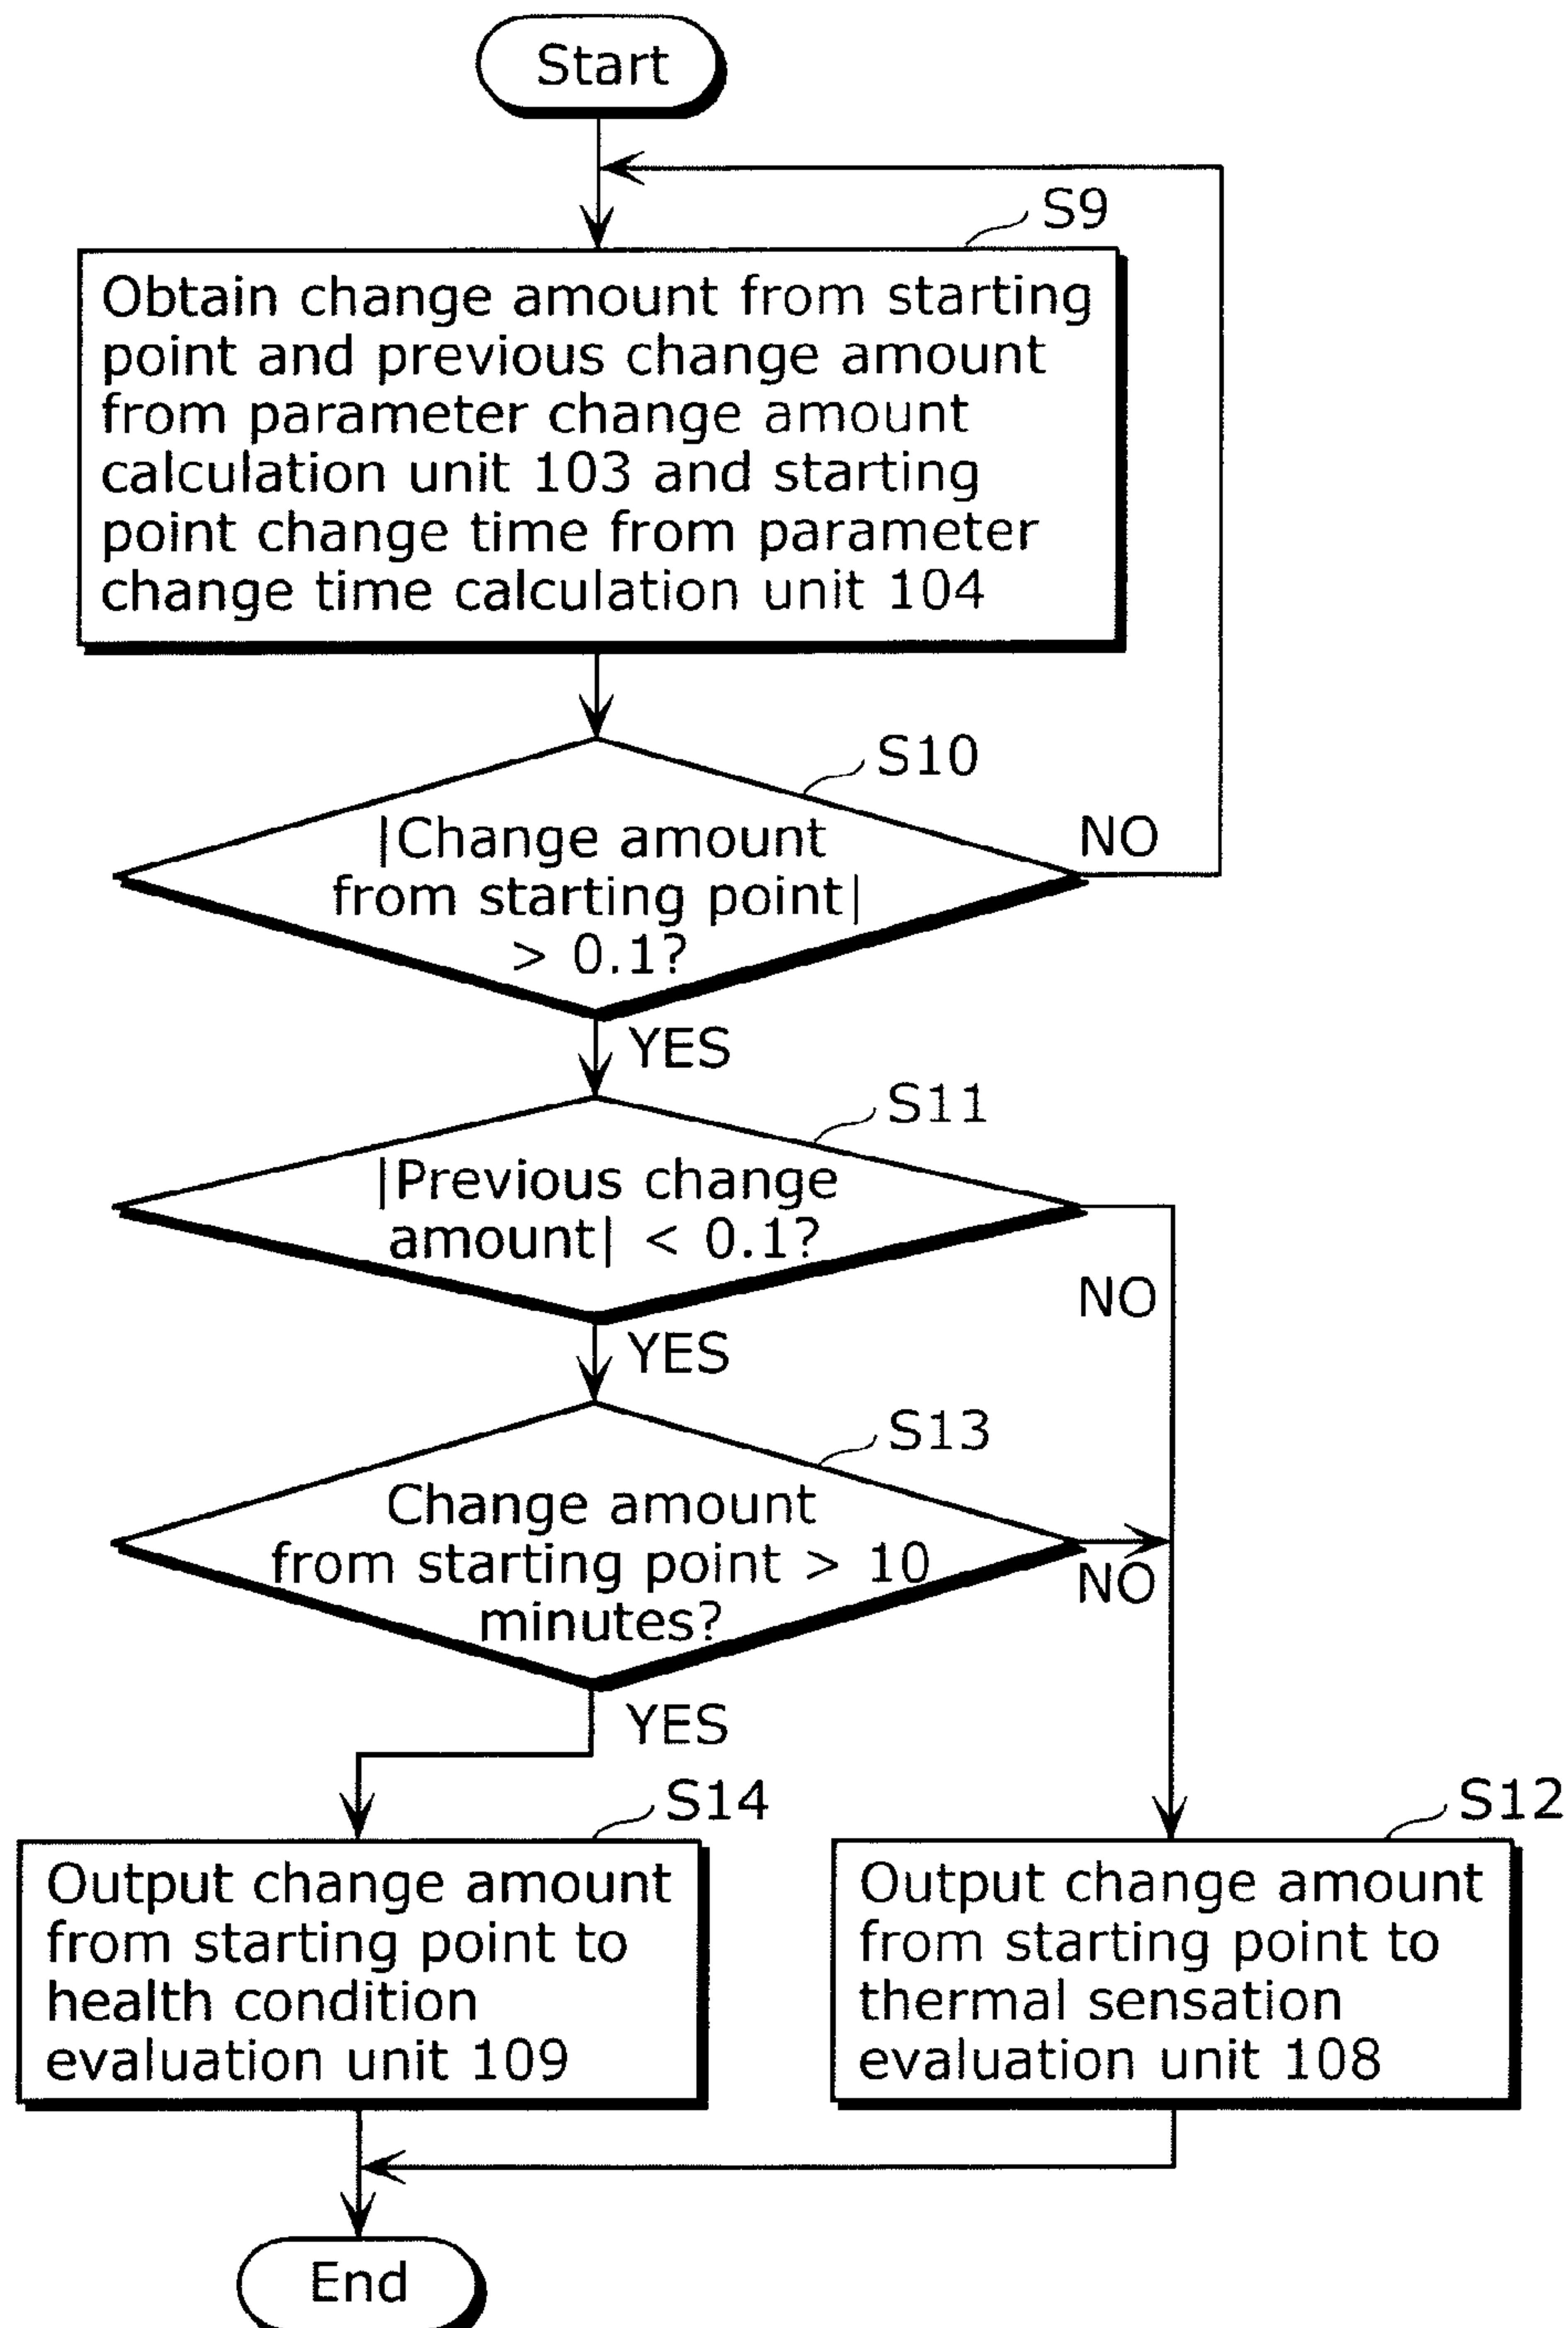 Start
S9
Obtain change amount from starting
point and previous change amount
from parameter change amount
calculation unit 103 and starting
point change time from parameter
change time calculation unit 104
S10
|Change amount
from starting point|
> 0.1?
NO
YES
S11
|Previous change
amount| < 0.1?
NO
YES
S13
Change amount
from starting point > 10
minutes?
NO
YES
S14
Output change amount
from starting point to
health condition
evaluation unit 109
S12
Output change amount
from starting point to
thermal sensation
evaluation unit 108
End